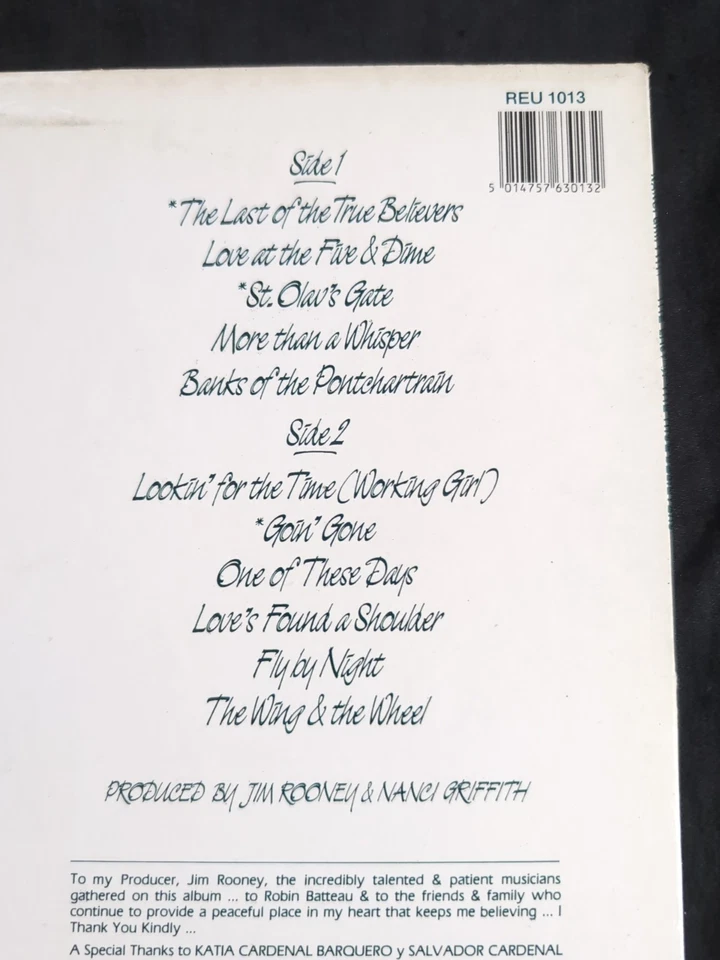 REU 1013
5 014757 630132
Side 1
*The Last of the True Believers
Love at the Five & Dime
*St. Olav's Gate
More than a Whisper
Banks of the Pontchartrain
Side 2
Lookin' for the Time (Working Girl)
*Goin' Gone
One of These Days
Love's Found a Shoulder
Fly by Night
The Wing & the Wheel
PRODUCED BY JIM ROONEY & NANCI GRIFFITH
To my Producer, Jim Rooney, the incredibly talented & patient musicians
gathered on this album ... to Robin Batteau & to the friends & family who
continue to provide a peaceful place in my heart that keeps me believing ... I
Thank You Kindly ...
A Special Thanks to KATIA CARDENAL BARQUERO y SALVADOR CARDENAL